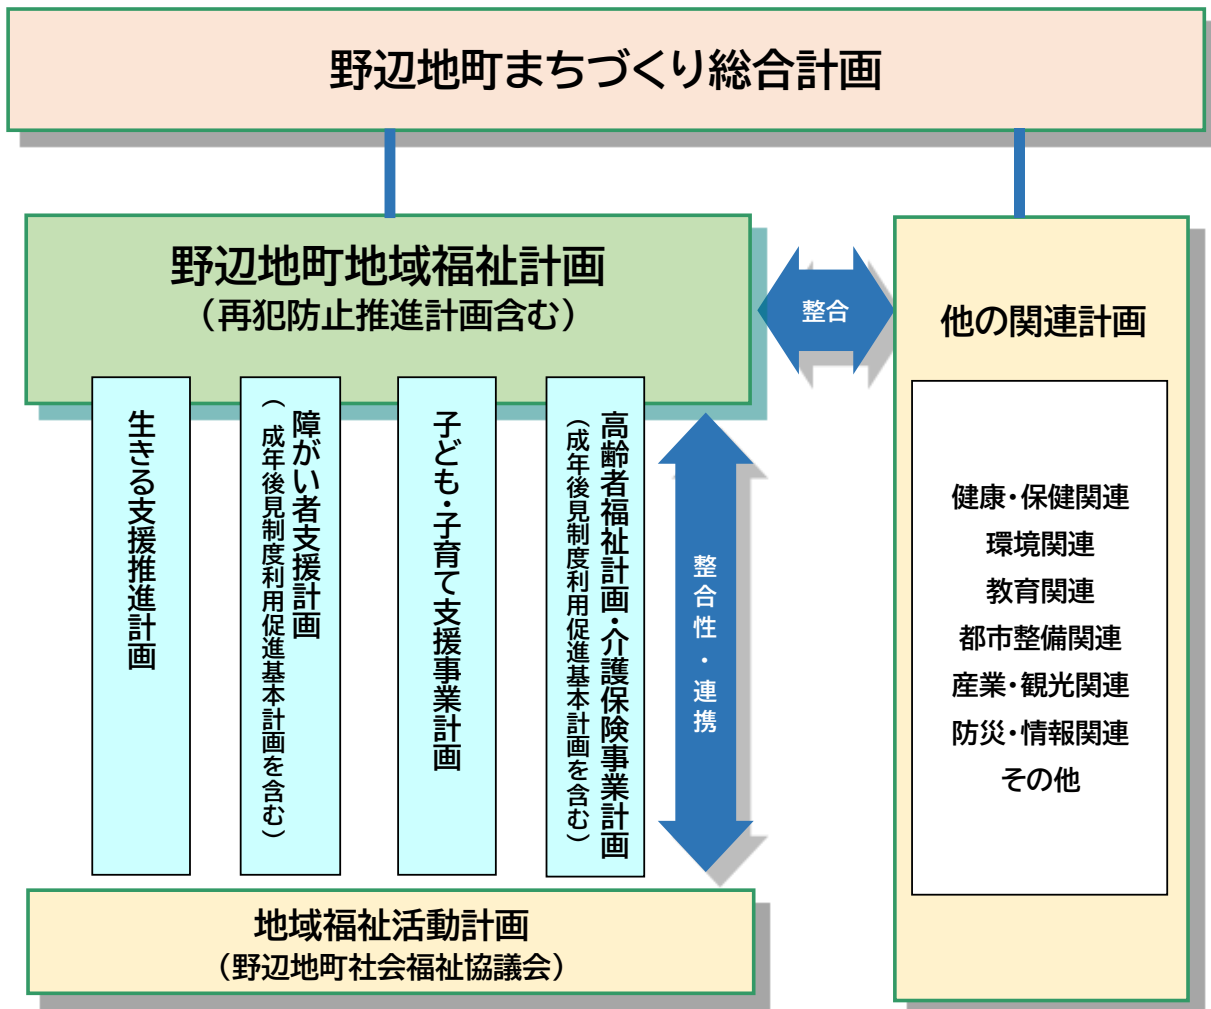 野辺地町まちづくり総合計画
野辺地町地域福祉計画
（再犯防止推進計画含む）
整合
他の関連計画
生きる支援推進計画
障がい者支援計画
（成年後見制度利用促進基本計画を含む）
子ども・子育て支援事業計画
高齢者福祉計画・介護保険事業計画
（成年後見制度利用促進基本計画を含む）
整合性・連携
健康・保健関連
環境関連
教育関連
都市整備関連
産業・観光関連
防災・情報関連
その他
地域福祉活動計画
（野辺地町社会福祉協議会）